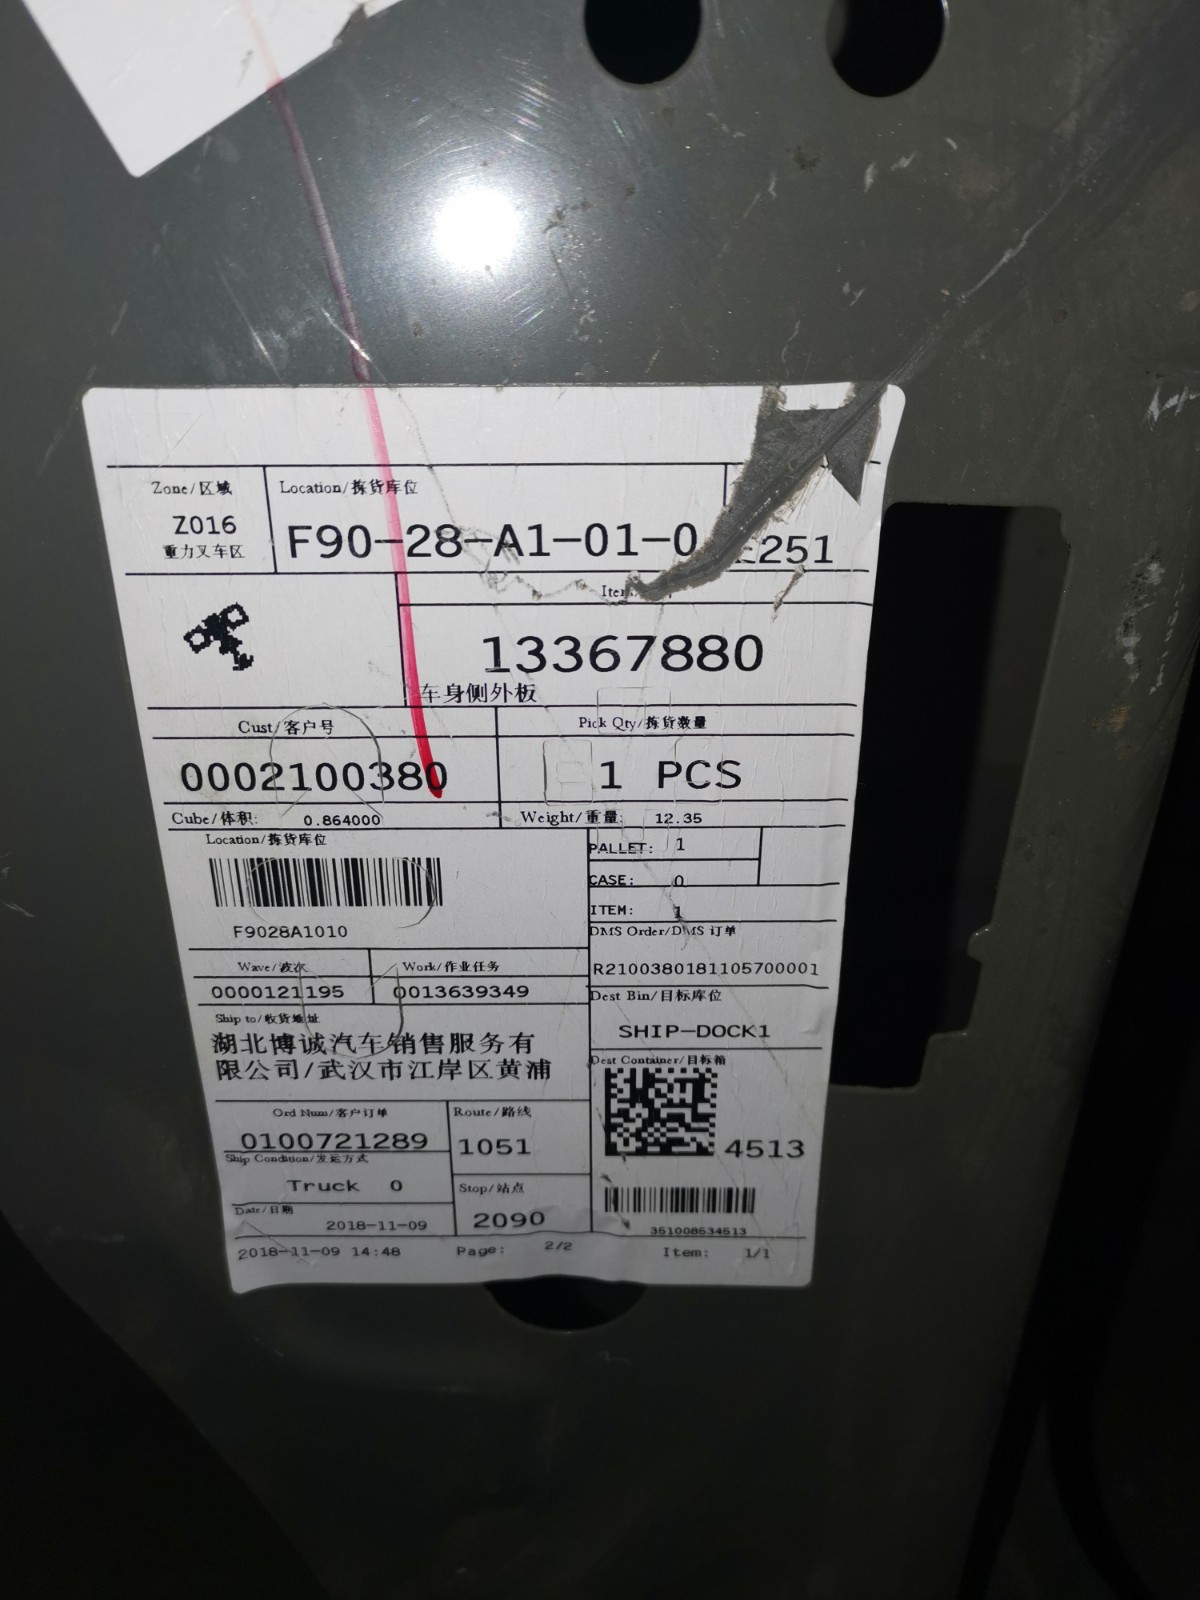 Zone/区域
Location/拣货库位
Z016
重力叉车区
F90-28-A1-01-0
251
13367880
车身侧外板
Cust/客户号
Pick Qty/拣货数量
0002100380
1 PCS
Cube/体积: 0.864000
Weight/重量: 12.35
Location/拣货库位
PALLET: 1
CASE: 0
ITEM: 1
F9028A1010
DMS Order/DMS 订单
R2100380181105700001
Wave/波次
Work/作业任务
0000121195
0013639349
Dest Bin/目标库位
SHIP-DOCK1
Ship to/收货地址
湖北博诚汽车销售服务有
限公司/武汉市江岸区黄浦
Dest Container/目标箱
4513
351008534513
Ord Num/客户订单
0100721289
Route/路线
1051
Ship Condition/发运方式
Truck 0
Stop/站点
2090
Date/日期
2018-11-09
2018-11-09 14:48
Page: 2/2
Item: 1/1